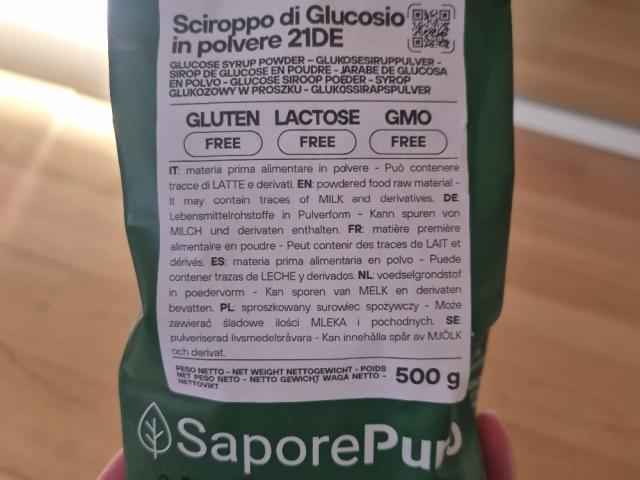 Sciroppo di Glucosio
in polvere 21DE
GLUCOSE SYRUP POWDER - GLUKOSESIRUPPULVER -
SIROP DE GLUCOSE EN POUDRE - JARABE DE GLUCOSA
EN POLVO - GLUCOSE SIROOP POEDER - SYROP
GLUKOZOWY W PROSZKU - GLUKOSSIRAPSPULVER
GLUTEN LACTOSE GMO
FREE FREE FREE
IT: materia prima alimentare in polvere - Può contenere
tracce di LATTE e derivati. EN: powdered food raw material -
It may contain traces of MILK and derivatives. DE:
Lebensmittelrohstoffe in Pulverform - Kann spuren von
MILCH und derivaten enthalten. FR: matière première
alimentaire en poudre - Peut contenir des traces de LAIT et
dérivés. ES: materia prima alimentaria en polvo - Puede
contener trazas de LECHE y derivados. NL: voedselgrondstof
in poedervorm - Kan sporen van MELK en derivaten
bevatten. PL: sproszkowany surowiec spożywczy - Może
zawierać śladowe ilości MLEKA i pochodnych. SE:
pulveriserad livsmedelsråvara - Kan innehålla spår av MJÖLK
och derivat.
PESO NETTO - NET WEIGHT NETTOGEWICHT - POIDS
NET PESO NETO - NETTO GEWICHT WAGA NETTO -
NETTOVIKT
500 g
SaporePuro